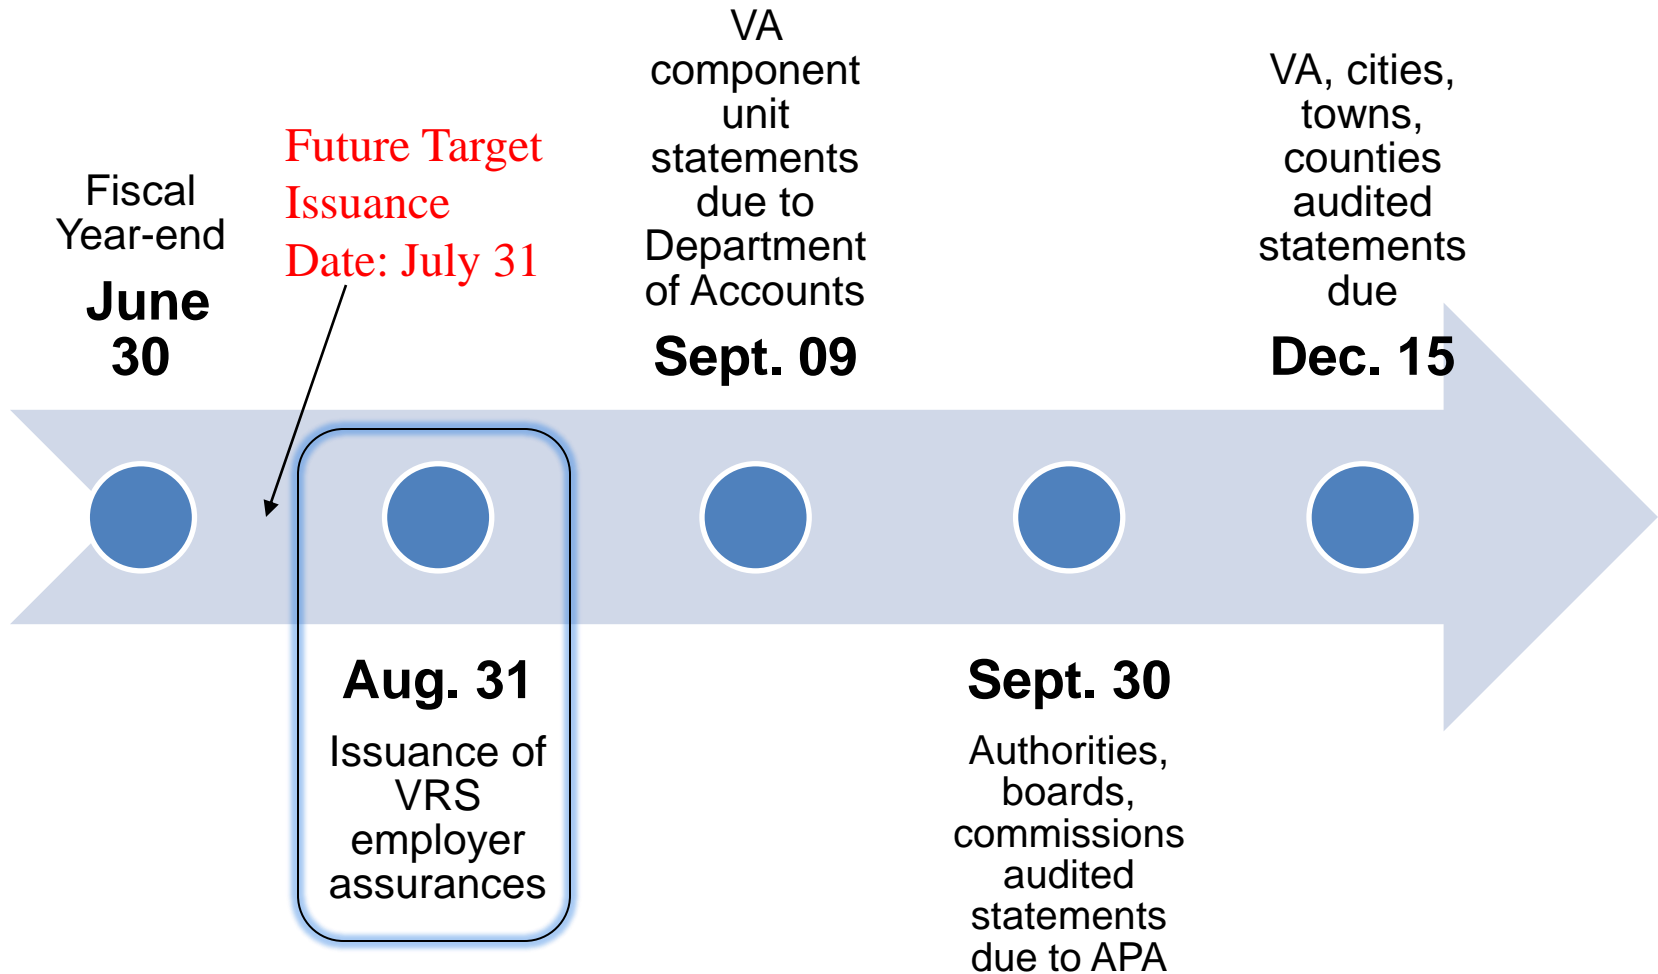 Fiscal
Year-end
June
30
Future Target
Issuance
Date: July 31
Aug. 31
Issuance of
VRS
employer
assurances
VA
component
unit
statements
due to
Department
of Accounts
Sept. 09
Sept. 30
Authorities,
boards,
commissions
audited
statements
due to APA
VA, cities,
towns,
counties
audited
statements
due
Dec. 15